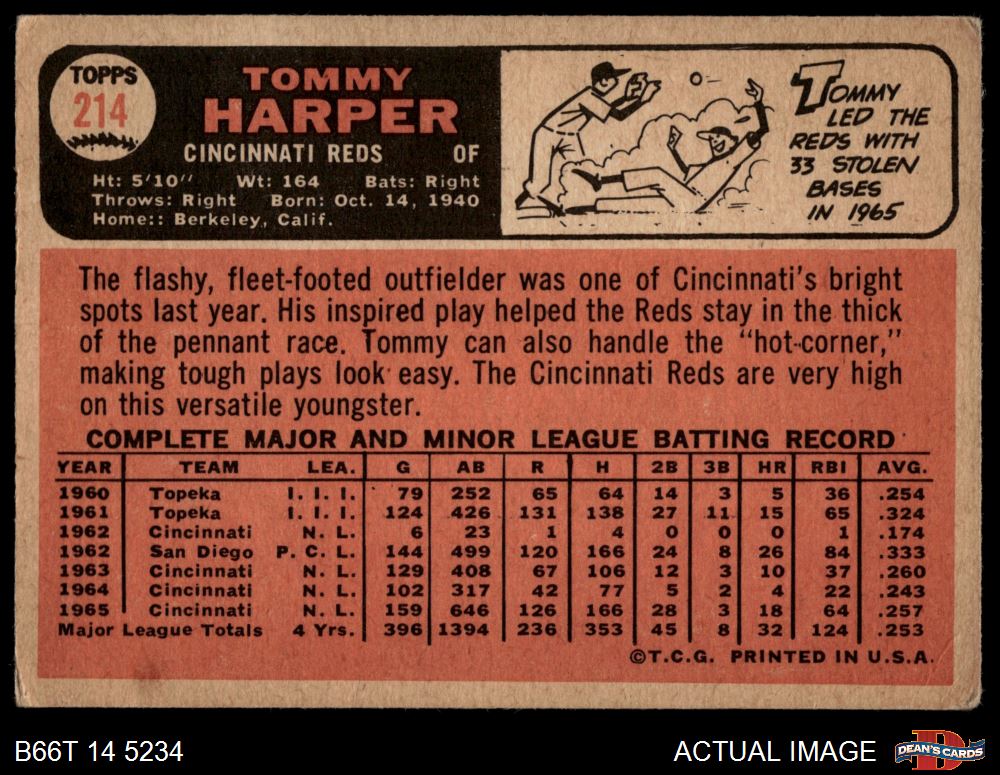 TOPPS
214
TOMMY
HARPER
CINCINNATI REDS OF
Ht: 5'10" Wt: 164 Bats: Right
Throws: Right Born: Oct. 14, 1940
Home:: Berkeley, Calif.
TOMMY
LED THE
REDS WITH
33 STOLEN
BASES
IN 1965
The flashy, fleet-footed outfielder was one of Cincinnati's bright
spots last year. His inspired play helped the Reds stay in the thick
of the pennant race. Tommy can also handle the "hot-corner,"
making tough plays look easy. The Cincinnati Reds are very high
on this versatile youngster.
COMPLETE MAJOR AND MINOR LEAGUE BATTING RECORD
YEAR TEAM LEA. G AB R H 2B 3B HR RBI AVG.
1960 Topeka I. I. I. 79 252 65 64 14 3 5 36 .254
1961 Topeka I. I. I. 124 426 131 138 27 11 15 65 .324
1962 Cincinnati N. L. 6 23 1 4 0 0 0 1 .174
1962 San Diego P. C. L. 144 499 120 166 24 8 26 84 .333
1963 Cincinnati N. L. 129 408 67 106 12 3 10 37 .260
1964 Cincinnati N. L. 102 317 42 77 5 2 4 22 .243
1965 Cincinnati N. L. 159 646 126 166 28 3 18 64 .257
Major League Totals 4 Yrs. 396 1394 236 353 45 8 32 124 .253
©T.C.G. PRINTED IN U.S.A.
B66T 14 5234
ACTUAL IMAGE
DEAN'S CARDS